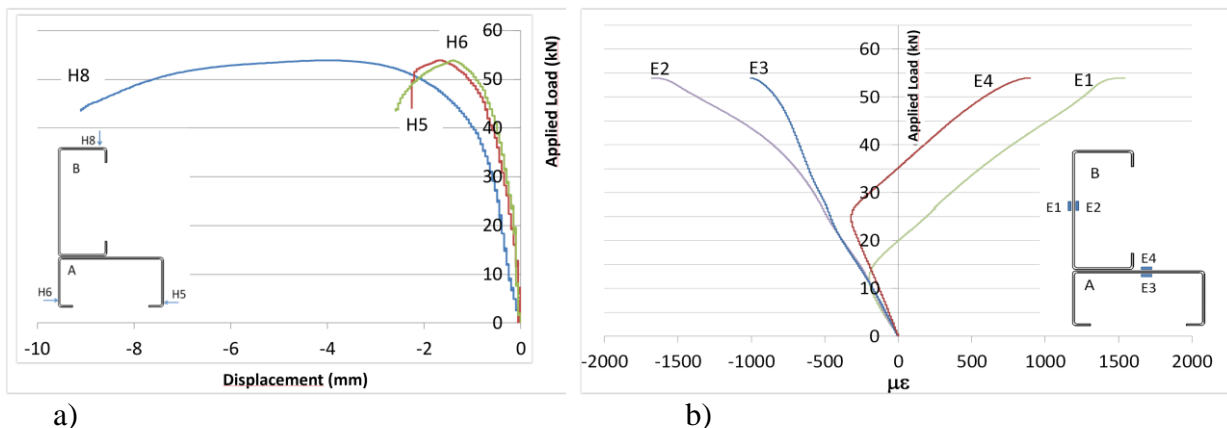 60
50
40
30
20
10
0
-10
-8
-6
-4
-2
0
Displacement (mm)
Applied Load (kN)
H8
H6
H5
H8
B
A
H6
H5
a)
60
50
40
30
20
10
0
-2000
-1500
-1000
-500
0
500
1000
1500
2000
με
Applied Load (kN)
E2
E3
E4
E1
B
E1
E2
E4
A
E3
b)